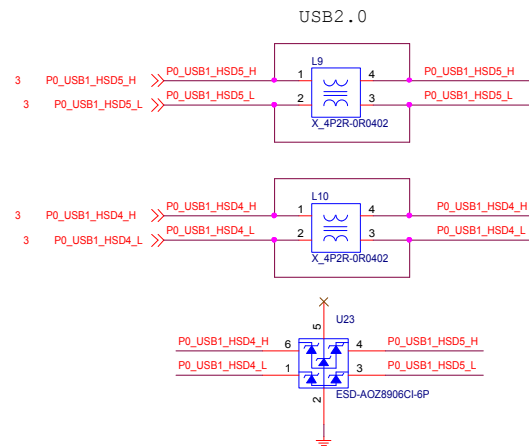 USB2.0
L9
3 P0_USB1_HSD5_H P0_USB1_HSD5_H 1 4 P0_USB1_HSD5_H
3 P0_USB1_HSD5_L P0_USB1_HSD5_L 2 3 P0_USB1_HSD5_L
X_4P2R-0R0402
L10
3 P0_USB1_HSD4_H P0_USB1_HSD4_H 1 4 P0_USB1_HSD4_H
3 P0_USB1_HSD4_L P0_USB1_HSD4_L 2 3 P0_USB1_HSD4_L
X_4P2R-0R0402
U23
5
P0_USB1_HSD4_H 6 4 P0_USB1_HSD5_H
P0_USB1_HSD4_L 1 3 P0_USB1_HSD5_L
ESD-AOZ8906CI-6P
2